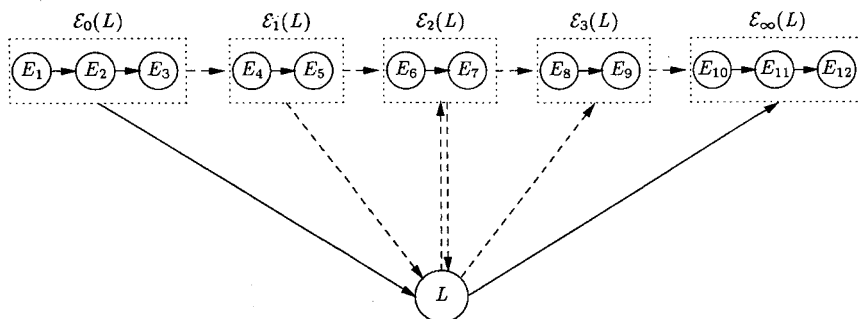 ℰ₀(L) ℰ₁(L) ℰ₂(L) ℰ₃(L) ℰ∞(L)
E₁ E₂ E₃ E₄ E₅ E₆ E₇ E₈ E₉ E₁₀ E₁₁ E₁₂
L